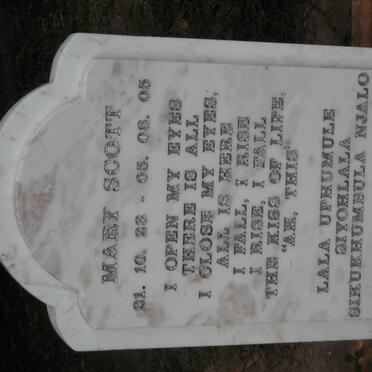 MARY SCOTT
21. 10. 23 - 05. 08. 05
I OPEN MY EYES
THERE IS ALL
I CLOSE MY EYES,
ALL IS HERE
I FALL, I RISE
I RISE, I FALL
THE KISS OF LIFE,
"AH, THIS"
LALA UPHUMULE
SIYOHLALA
SIKUKHUMBULA NJALO